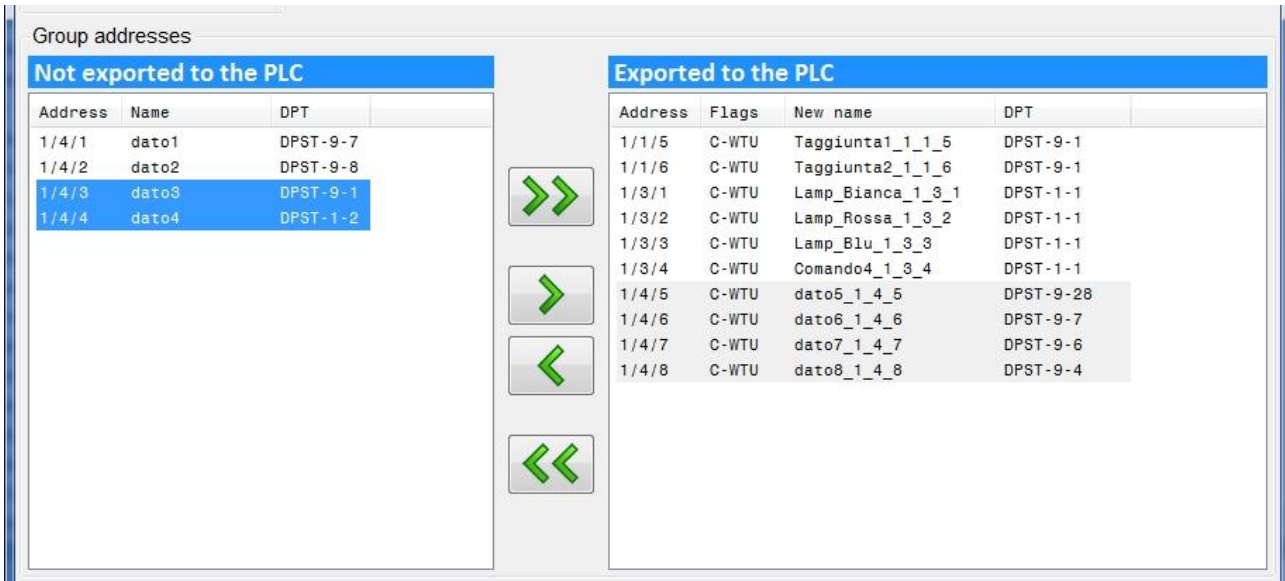 Group addresses
Not exported to the PLC
Address Name DPT
1/4/1 dato1 DPST-9-7
1/4/2 dato2 DPST-9-8
1/4/3 dato3 DPST-9-1
1/4/4 dato4 DPST-1-2
Exported to the PLC
Address Flags New name DPT
1/1/5 C-WTU Taggiunta1_1_1_5 DPST-9-1
1/1/6 C-WTU Taggiunta2_1_1_6 DPST-9-1
1/3/1 C-WTU Lamp_Bianca_1_3_1 DPST-1-1
1/3/2 C-WTU Lamp_Rossa_1_3_2 DPST-1-1
1/3/3 C-WTU Lamp_Blu_1_3_3 DPST-1-1
1/3/4 C-WTU Comando4_1_3_4 DPST-1-1
1/4/5 C-WTU dato5_1_4_5 DPST-9-28
1/4/6 C-WTU dato6_1_4_6 DPST-9-7
1/4/7 C-WTU dato7_1_4_7 DPST-9-6
1/4/8 C-WTU dato8_1_4_8 DPST-9-4